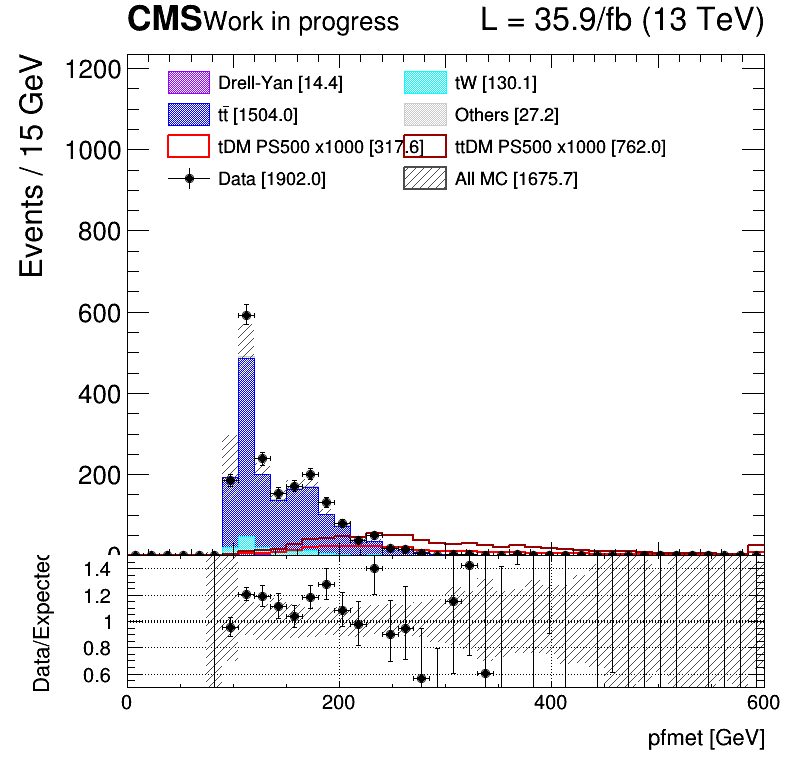 CMS Work in progress L = 35.9/fb (13 TeV)
Events / 15 GeV
1200
1000
800
600
400
200
0
Drell-Yan [14.4] tW [130.1]
tt̄ [1504.0] Others [27.2]
tDM PS500 x1000 [317.6] ttDM PS500 x1000 [762.0]
Data [1902.0] All MC [1675.7]
Data/Expected
1.4
1.2
1
0.8
0.6
0 200 400 600
pfmet [GeV]